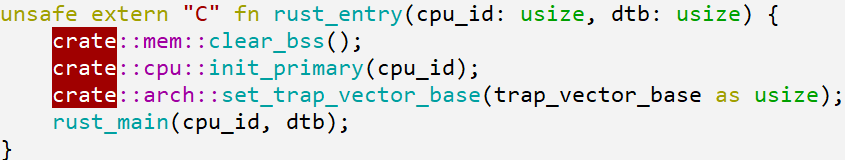 unsafe extern "C" fn rust_entry(cpu_id: usize, dtb: usize) {
    crate::mem::clear_bss();
    crate::cpu::init_primary(cpu_id);
    crate::arch::set_trap_vector_base(trap_vector_base as usize);
    rust_main(cpu_id, dtb);
}